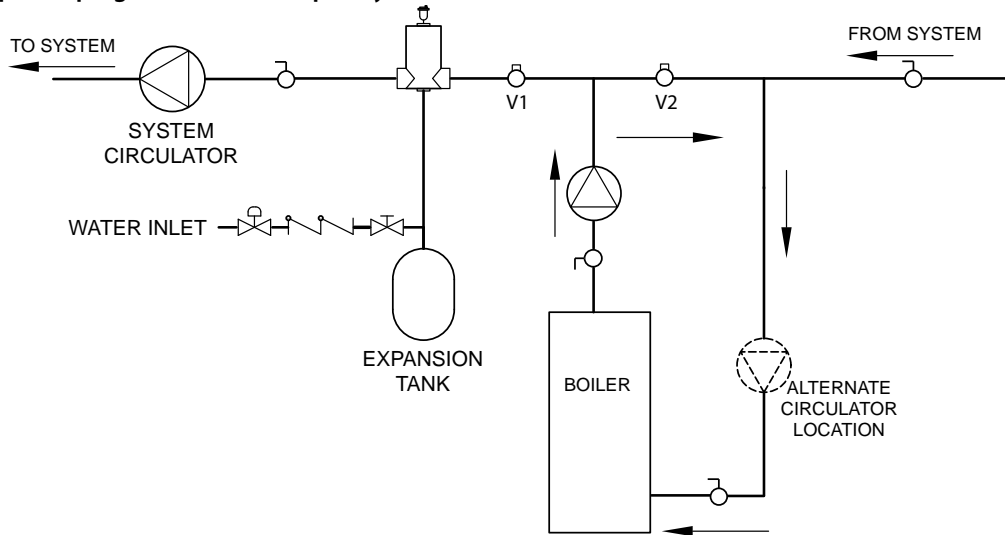 TO SYSTEM
FROM SYSTEM
V1
V2
SYSTEM
CIRCULATOR
WATER INLET
EXPANSION
TANK
BOILER
ALTERNATE
CIRCULATOR
LOCATION